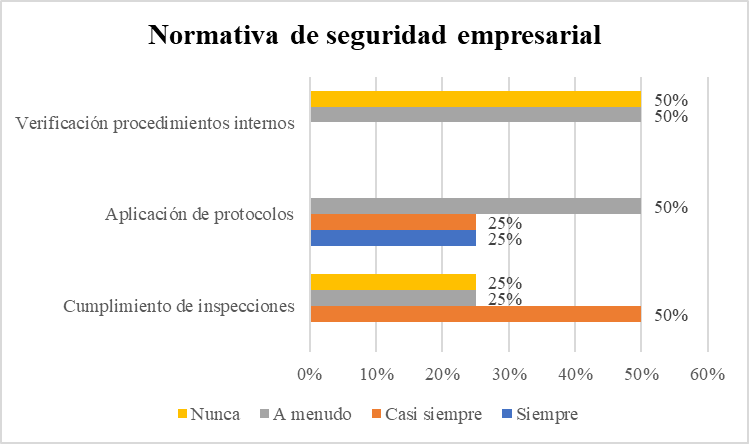 Normativa de seguridad empresarial
Verificación procedimientos internos
50%
50%
Aplicación de protocolos
50%
25%
25%
Cumplimiento de inspecciones
25%
25%
50%
0% 10% 20% 30% 40% 50% 60%
Nunca A menudo Casi siempre Siempre